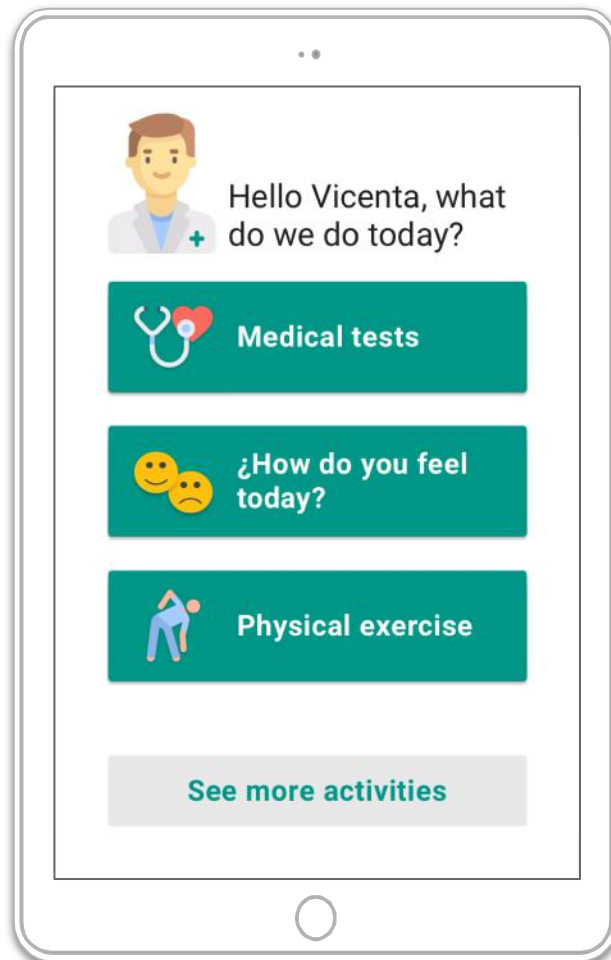 Hello Vicenta, what
do we do today?
Medical tests
¿How do you feel
today?
Physical exercise
See more activities